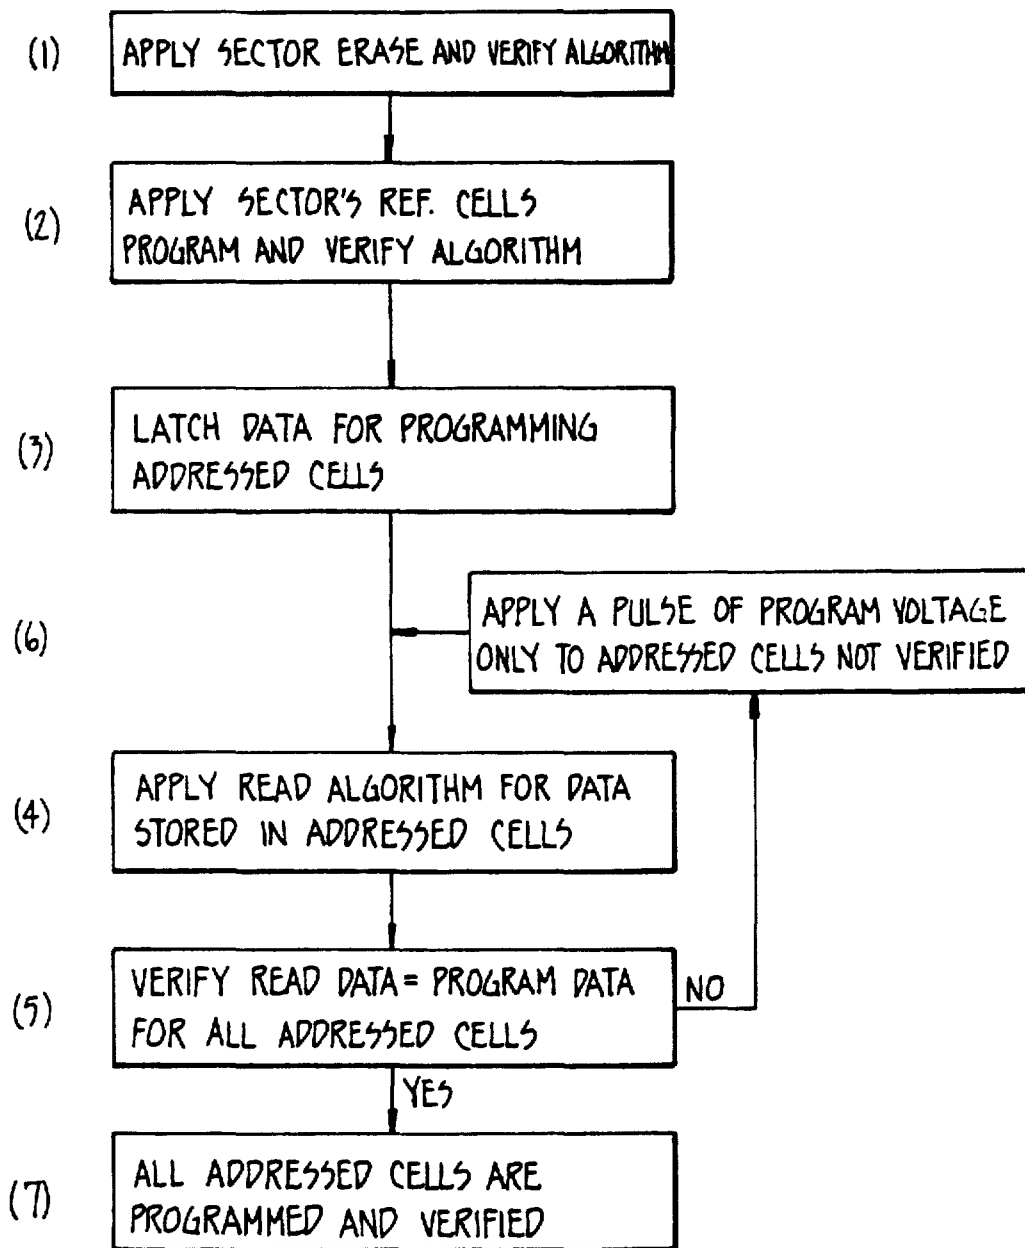 (1)
APPLY SECTOR ERASE AND VERIFY ALGORITHM
(2)
APPLY SECTOR'S REF. CELLS
PROGRAM AND VERIFY ALGORITHM
(3)
LATCH DATA FOR PROGRAMMING
ADDRESSED CELLS
(6)
APPLY A PULSE OF PROGRAM VOLTAGE
ONLY TO ADDRESSED CELLS NOT VERIFIED
(4)
APPLY READ ALGORITHM FOR DATA
STORED IN ADDRESSED CELLS
(5)
VERIFY READ DATA = PROGRAM DATA
FOR ALL ADDRESSED CELLS
NO
YES
(7)
ALL ADDRESSED CELLS ARE
PROGRAMMED AND VERIFIED